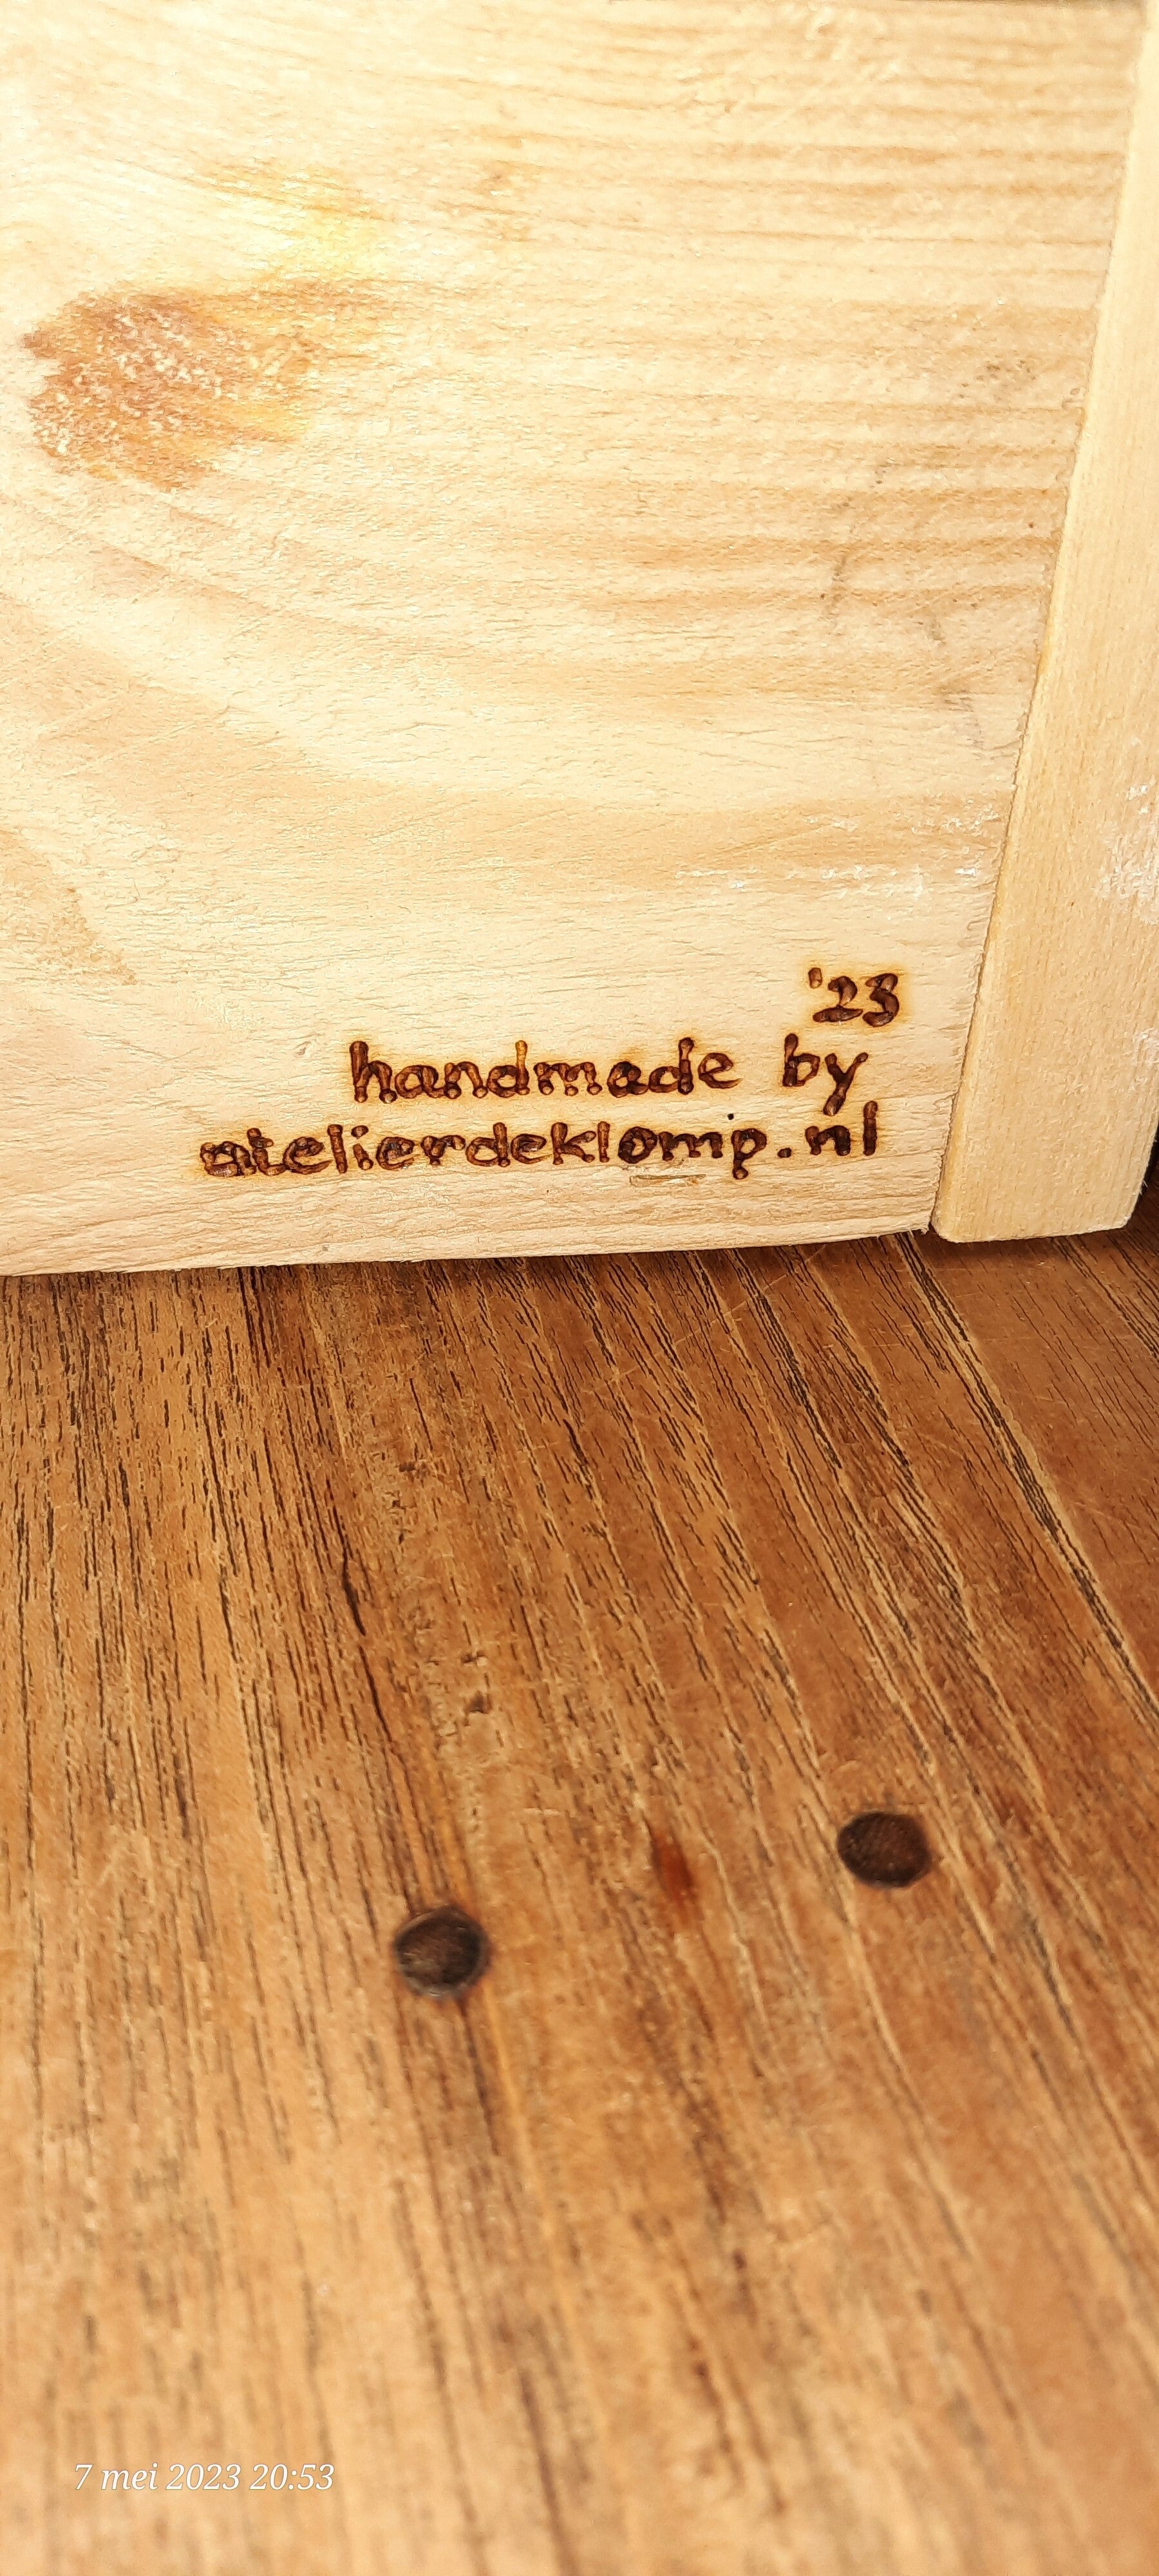 '23
handmade by
atelierdeklomp.nl
7 mei 2023 20:53